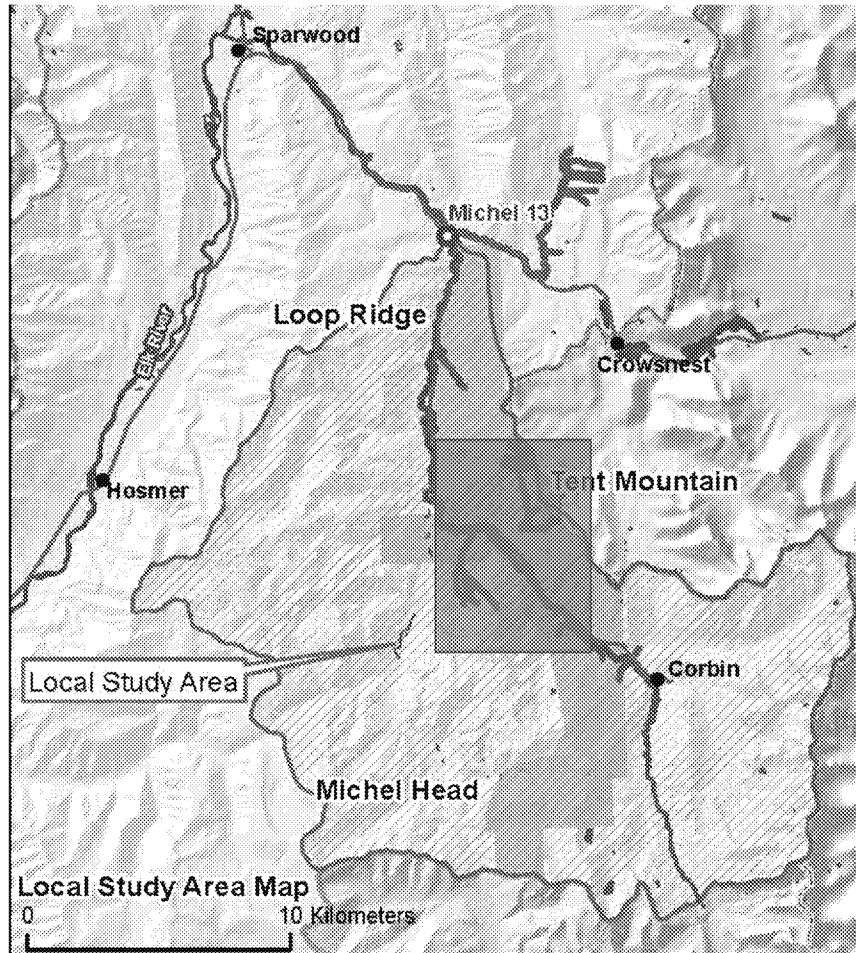 Sparwood
Michel 13
Loop Ridge
Elk River
Crowsnest
Hosmer
Tent Mountain
Local Study Area
Corbin
Michel Head
Local Study Area Map
0 10 Kilometers